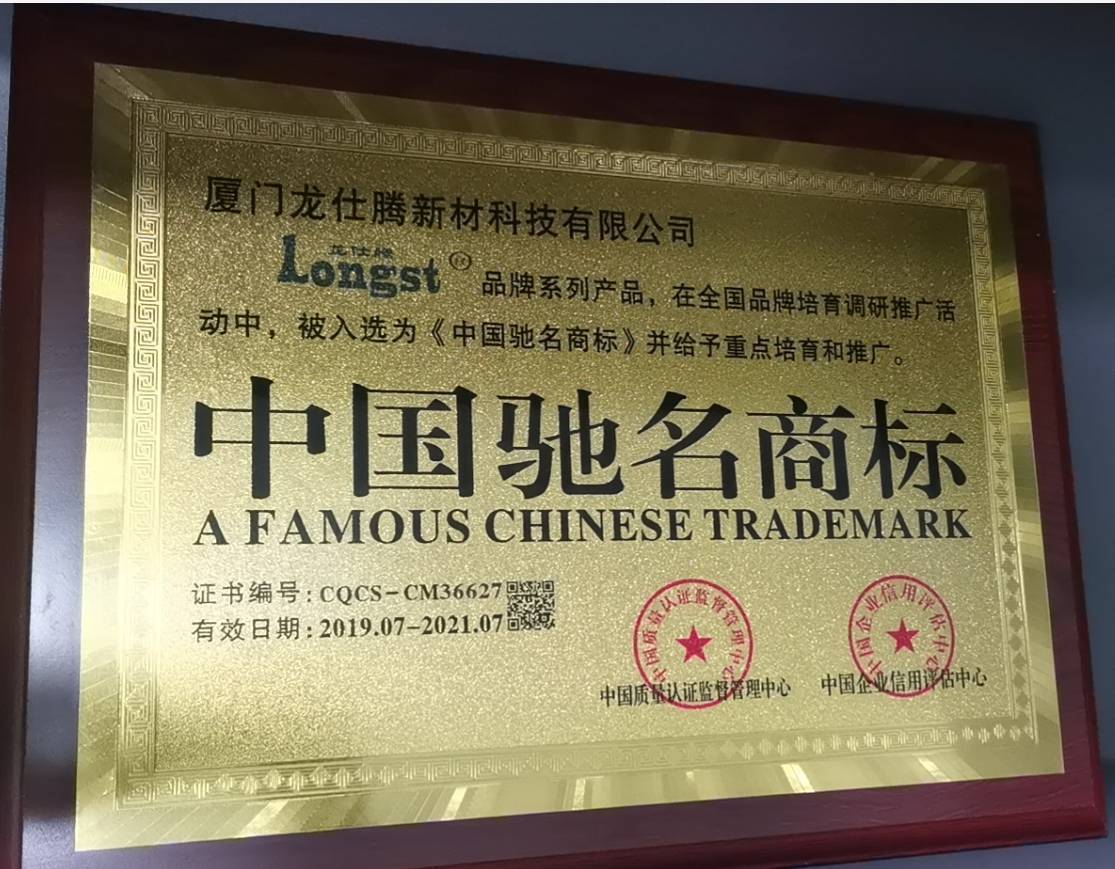 厦门龙仕腾新材科技有限公司
龙仕腾
Longst® 品牌系列产品，在全国品牌培育调研推广活
动中，被入选为《中国驰名商标》并给予重点培育和推广。
中国驰名商标
A FAMOUS CHINESE TRADEMARK
证书编号：CQCS-CM36627
有效日期：2019.07-2021.07
中国质量认证监督管理中心
中国企业信用评估中心
中国质量认证监督管理中心
中国企业信用评估中心